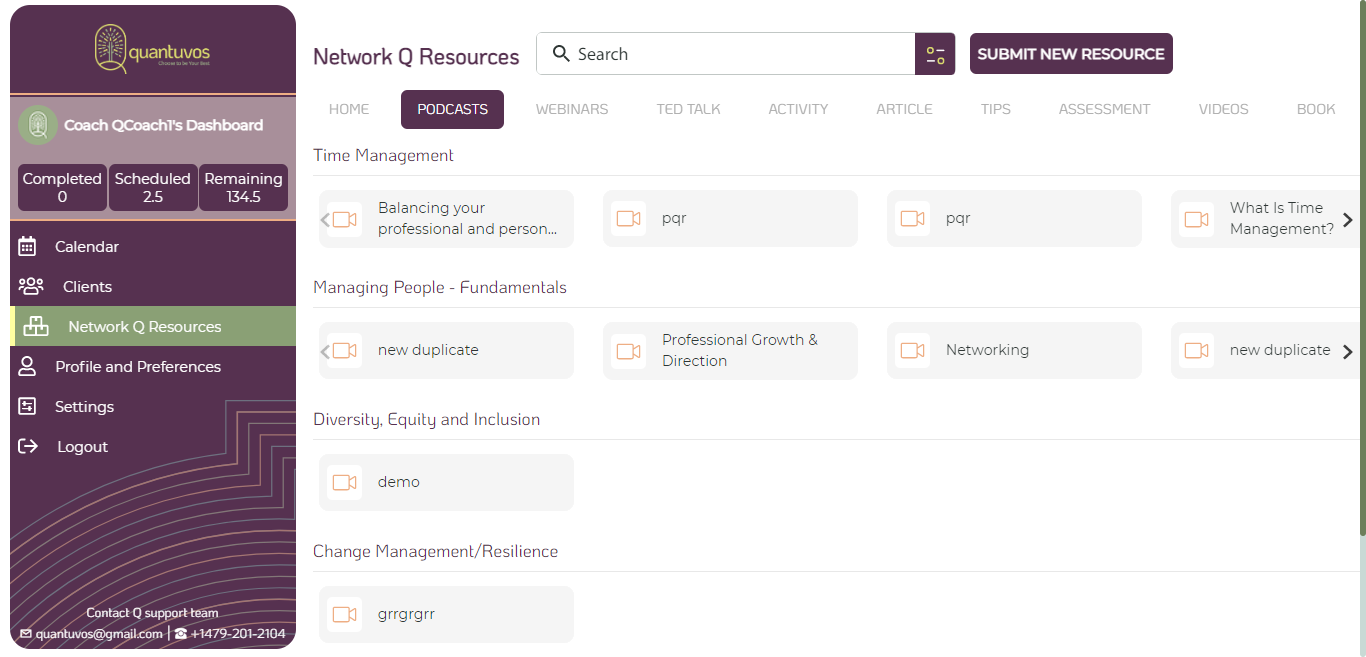 quantuvos
Choose to be Your Best
Coach QCoach1's Dashboard
Completed
0
Scheduled
2.5
Remaining
134.5
Calendar
Clients
Network Q Resources
Profile and Preferences
Settings
Logout
Contact Q support team
quantuvos@gmail.com | +1479-201-2104
Network Q Resources
Search
SUBMIT NEW RESOURCE
HOME PODCASTS WEBINARS TED TALK ACTIVITY ARTICLE TIPS ASSESSMENT VIDEOS BOOK
Time Management
Balancing your
professional and person...
pqr
pqr
What Is Time
Management?
Managing People - Fundamentals
new duplicate
Professional Growth &
Direction
Networking
new duplicate
Diversity, Equity and Inclusion
demo
Change Management/Resilience
grrgrgrr